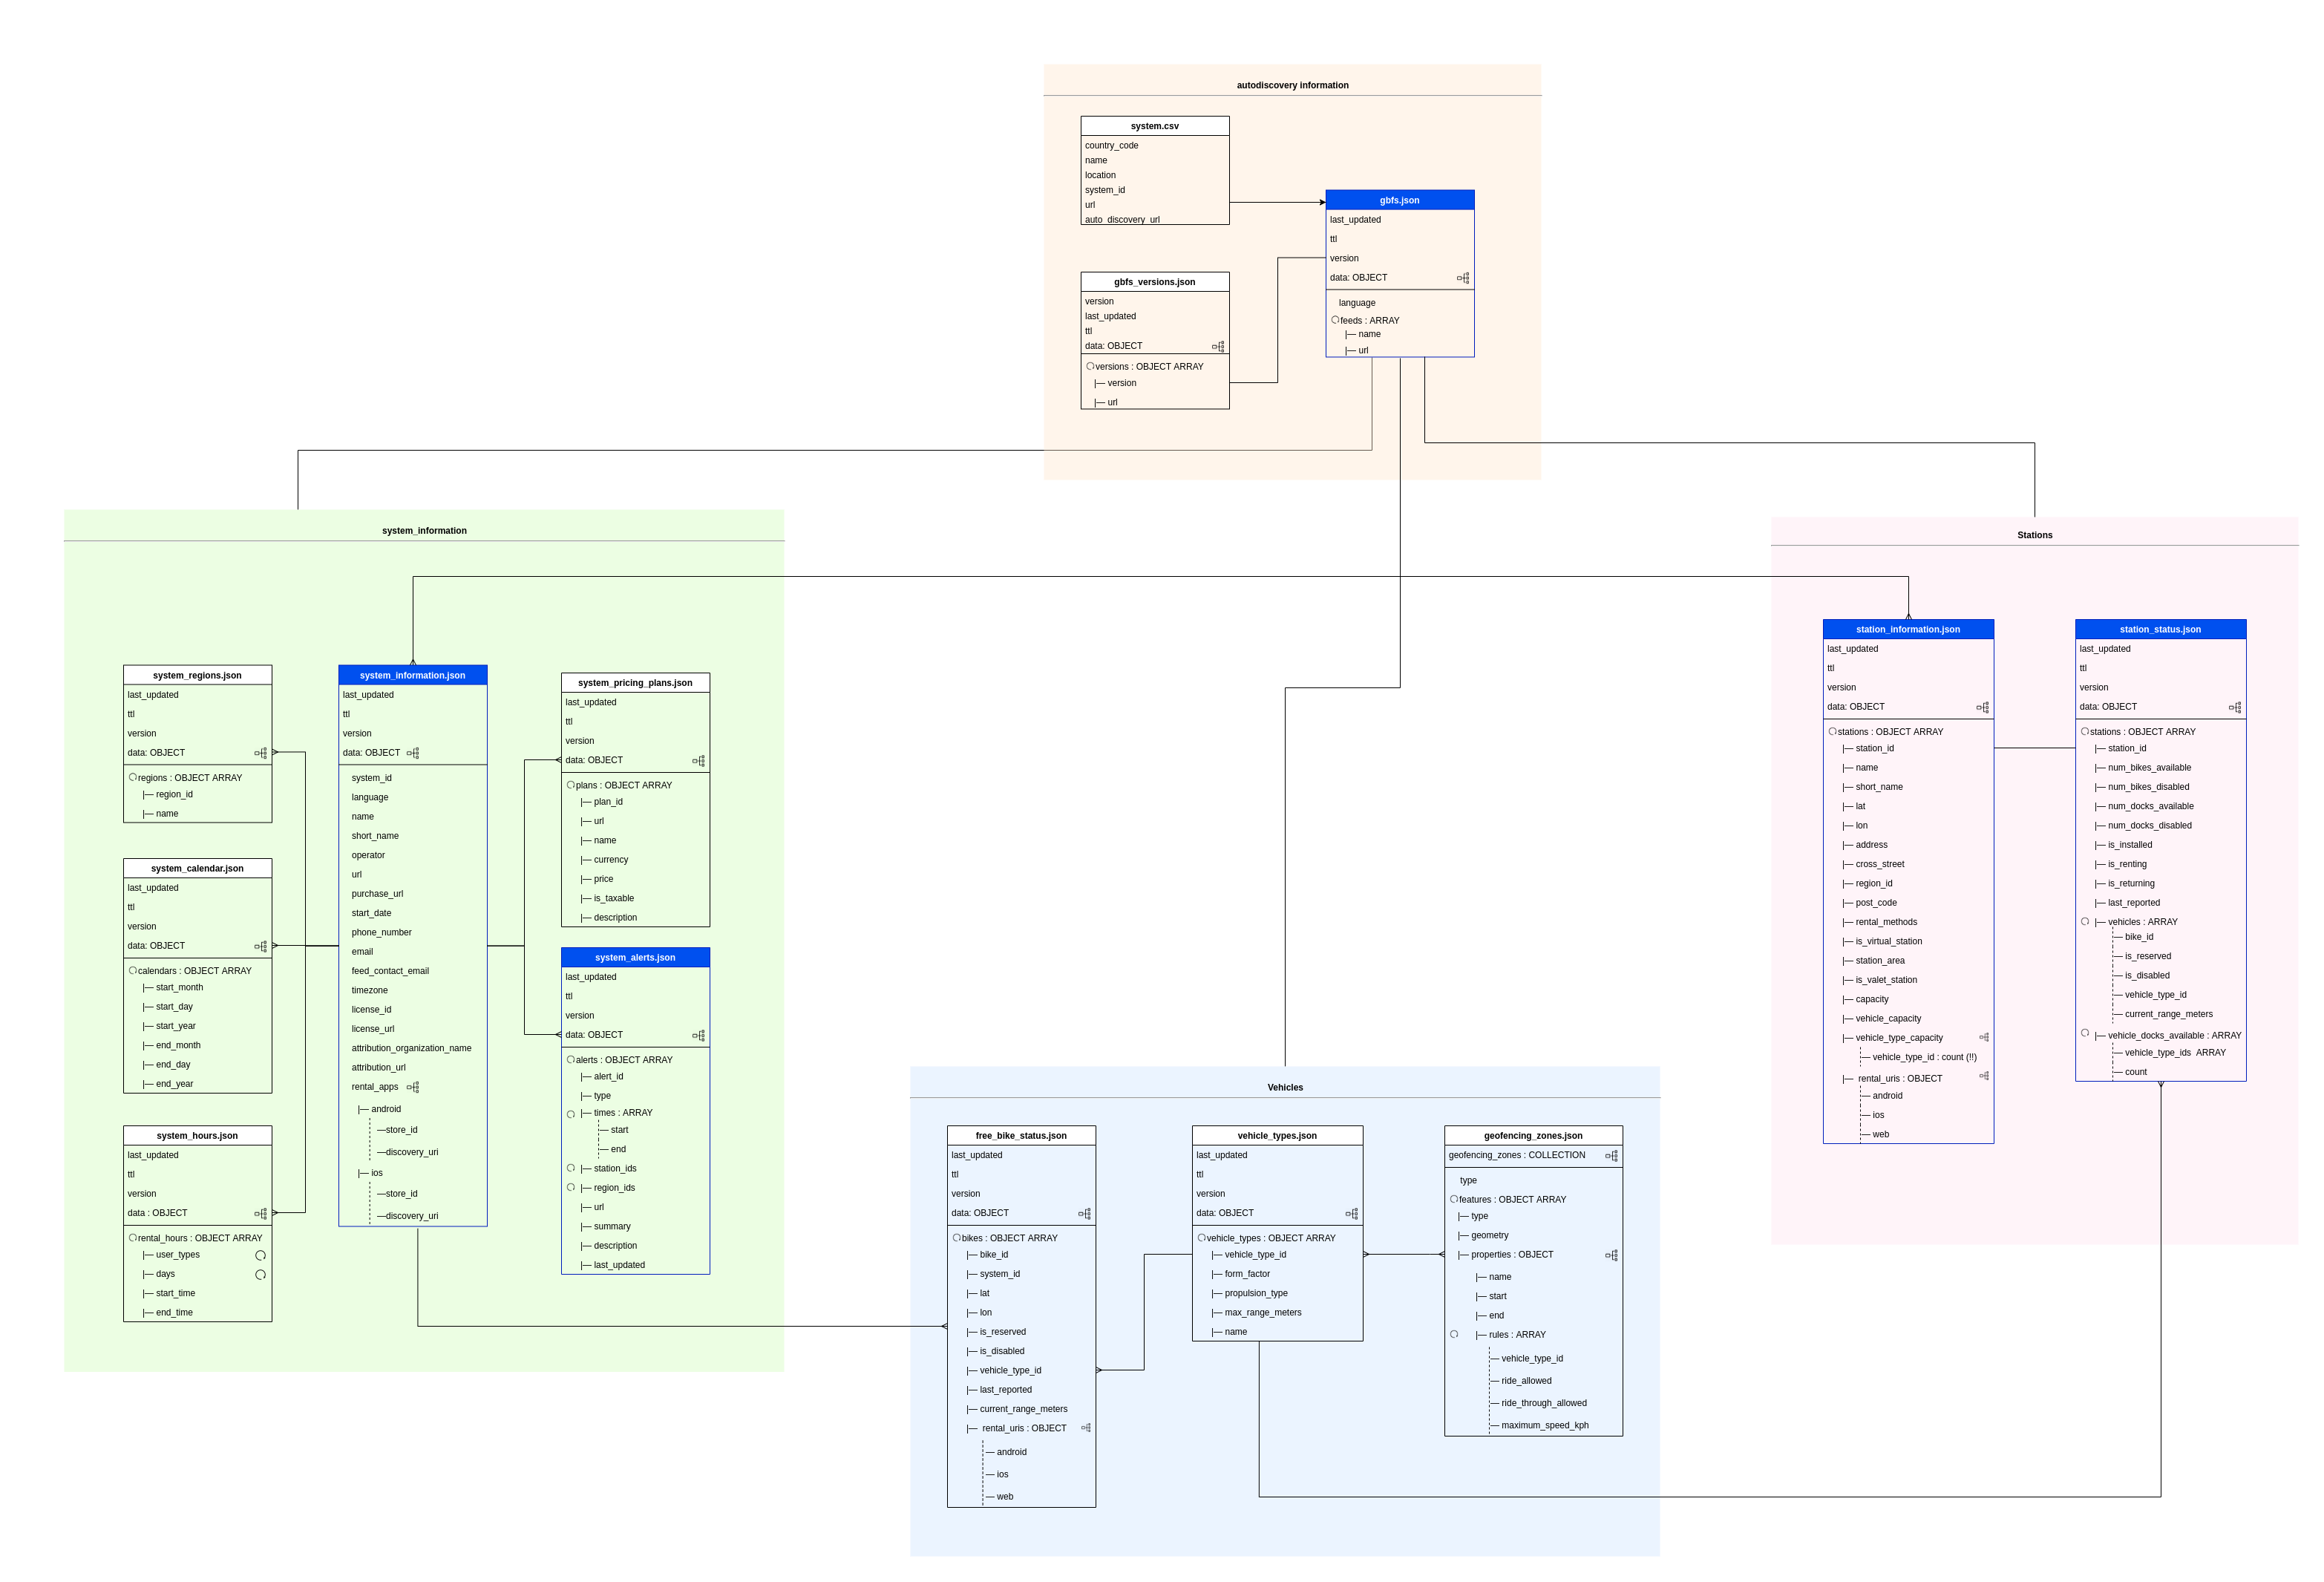 autodiscovery information
system.csv
country_code
name
location
system_id
url
auto_discovery_url
gbfs.json
last_updated
ttl
version
data: OBJECT
language
feeds : ARRAY
|— name
|— url
gbfs_versions.json
version
last_updated
ttl
data: OBJECT
versions : OBJECT ARRAY
|— version
|— url
system_information
system_regions.json
last_updated
ttl
version
data: OBJECT
regions : OBJECT ARRAY
|— region_id
|— name
system_calendar.json
last_updated
ttl
version
data: OBJECT
calendars : OBJECT ARRAY
|— start_month
|— start_day
|— start_year
|— end_month
|— end_day
|— end_year
system_hours.json
last_updated
ttl
version
data : OBJECT
rental_hours : OBJECT ARRAY
|— user_types
|— days
|— start_time
|— end_time
system_information.json
last_updated
ttl
version
data: OBJECT
system_id
language
name
short_name
operator
url
purchase_url
start_date
phone_number
email
feed_contact_email
timezone
license_id
license_url
attribution_organization_name
attribution_url
rental_apps
|— android
—store_id
—discovery_uri
|— ios
—store_id
—discovery_uri
system_pricing_plans.json
last_updated
ttl
version
data: OBJECT
plans : OBJECT ARRAY
|— plan_id
|— url
|— name
|— currency
|— price
|— is_taxable
|— description
system_alerts.json
last_updated
ttl
version
data: OBJECT
alerts : OBJECT ARRAY
|— alert_id
|— type
|— times : ARRAY
— start
— end
|— station_ids
|— region_ids
|— url
|— summary
|— description
|— last_updated
Vehicles
free_bike_status.json
last_updated
ttl
version
data: OBJECT
bikes : OBJECT ARRAY
|— bike_id
|— system_id
|— lat
|— lon
|— is_reserved
|— is_disabled
|— vehicle_type_id
|— last_reported
|— current_range_meters
|— rental_uris : OBJECT
— android
— ios
— web
vehicle_types.json
last_updated
ttl
version
data: OBJECT
vehicle_types : OBJECT ARRAY
|— vehicle_type_id
|— form_factor
|— propulsion_type
|— max_range_meters
|— name
geofencing_zones.json
geofencing_zones : COLLECTION
type
features : OBJECT ARRAY
|— type
|— geometry
|— properties : OBJECT
|— name
|— start
|— end
|— rules : ARRAY
— vehicle_type_id
— ride_allowed
— ride_through_allowed
— maximum_speed_kph
Stations
station_information.json
last_updated
ttl
version
data: OBJECT
stations : OBJECT ARRAY
|— station_id
|— name
|— short_name
|— lat
|— lon
|— address
|— cross_street
|— region_id
|— post_code
|— rental_methods
|— is_virtual_station
|— station_area
|— is_valet_station
|— capacity
|— vehicle_capacity
|— vehicle_type_capacity
— vehicle_type_id : count (!!)
|— rental_uris : OBJECT
— android
— ios
— web
station_status.json
last_updated
ttl
version
data: OBJECT
stations : OBJECT ARRAY
|— station_id
|— num_bikes_available
|— num_bikes_disabled
|— num_docks_available
|— num_docks_disabled
|— is_installed
|— is_renting
|— is_returning
|— last_reported
|— vehicles : ARRAY
— bike_id
— is_reserved
— is_disabled
— vehicle_type_id
— current_range_meters
|— vehicle_docks_available : ARRAY
— vehicle_type_ids ARRAY
— count